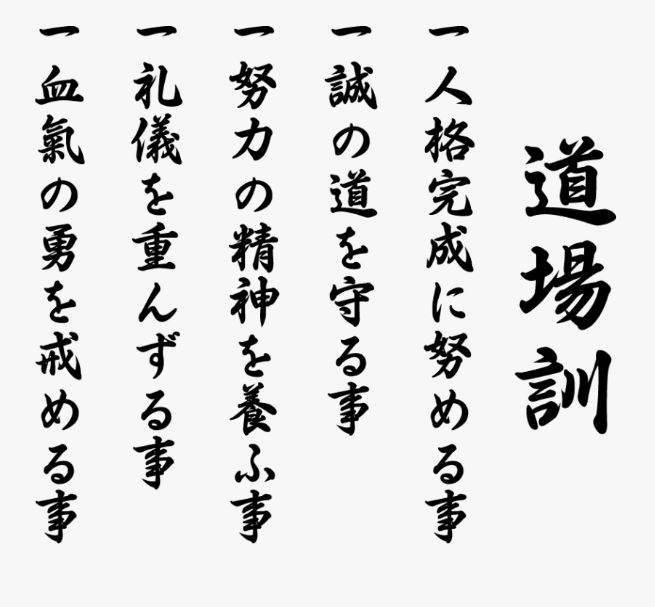 道場訓
一人格完成に努める事
一誠の道を守る事
一努力の精神を養ふ事
一礼儀を重んずる事
一血氣の勇を戒める事